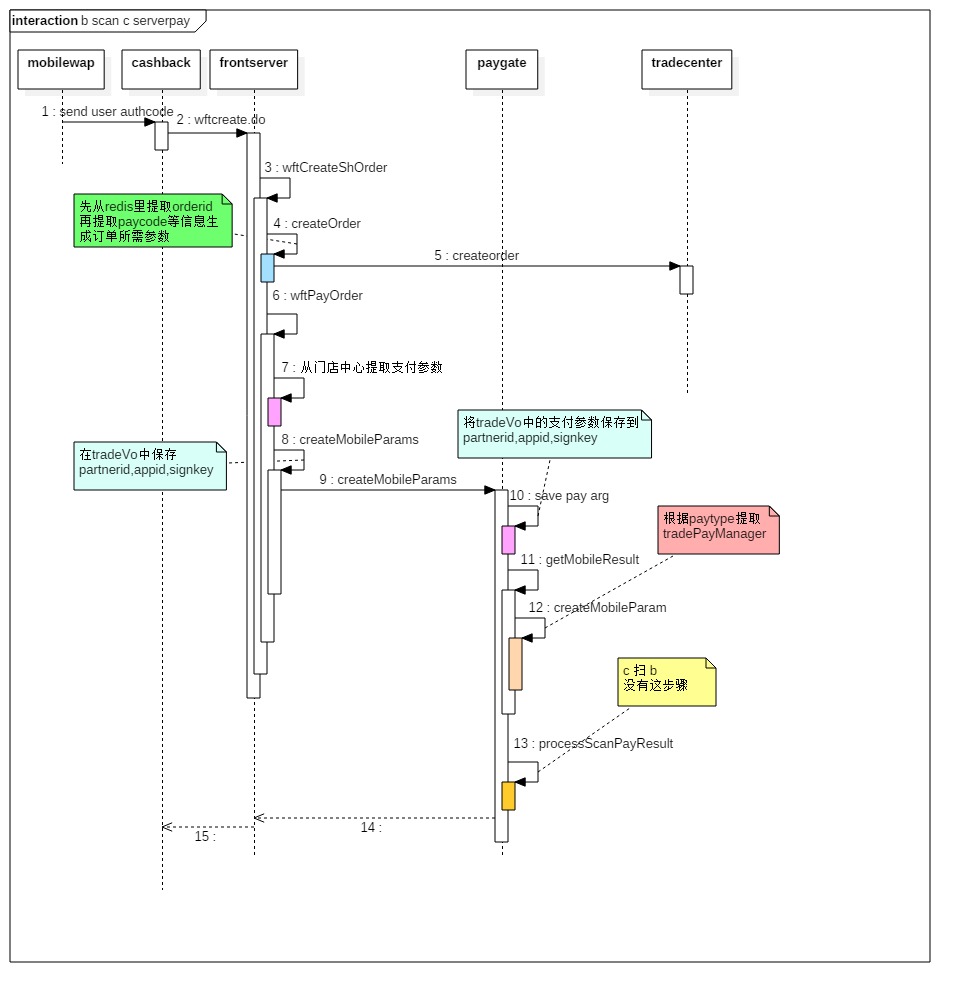 interaction b scan c serverpay
mobilewap
cashback
frontserver
paygate
tradecenter
1 : send user authcode
2 : wftcreate.do
3 : wftCreateShOrder
先从redis里提取orderid
再提取paycode等信息生
成订单所需参数
4 : createOrder
5 : createorder
6 : wftPayOrder
7 : 从门店中心提取支付参数
将tradeVo中的支付参数保存到
partnerid,appid,signkey
8 : createMobileParams
在tradeVo中保存
partnerid,appid,signkey
9 : createMobileParams
10 : save pay arg
根据paytype提取
tradePayManager
11 : getMobileResult
12 : createMobileParam
c 扫 b
没有这步骤
13 : processScanPayResult
14 :
15 :